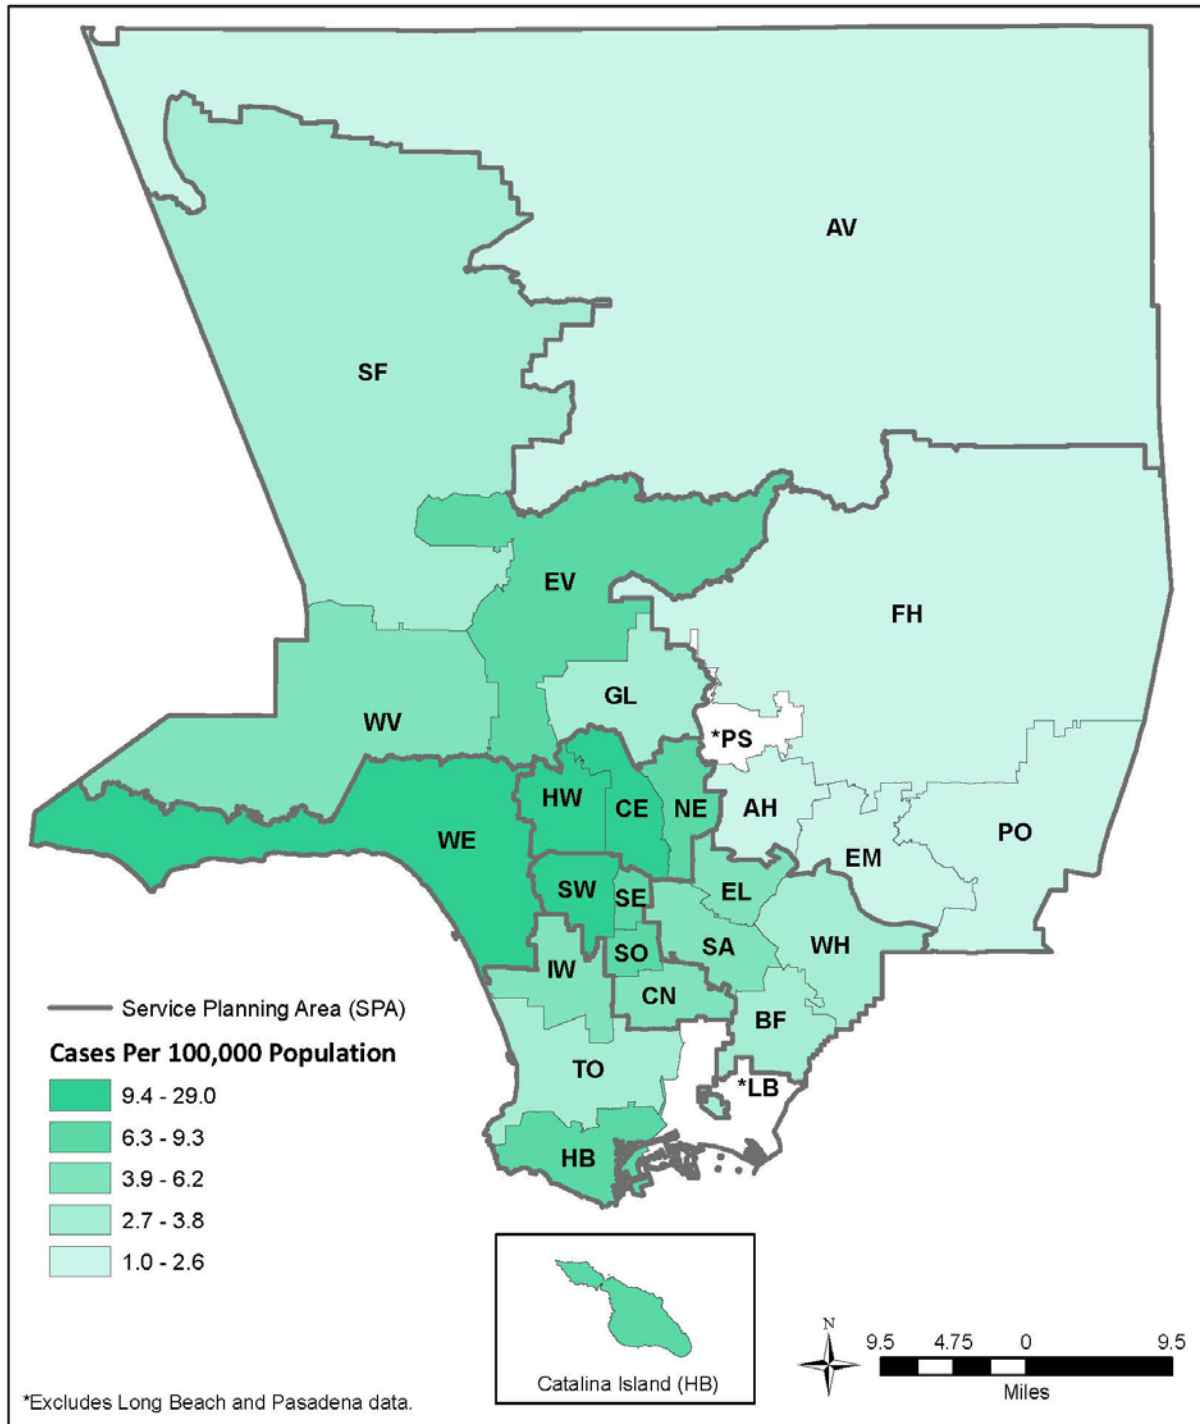 AV
SF
EV
FH
GL
WV
*PS
HW
CE
NE
AH
PO
WE
EM
SW
SE
EL
SO
SA
WH
IW
CN
BF
TO
*LB
HB
Service Planning Area (SPA)
Cases Per 100,000 Population
9.4 - 29.0
6.3 - 9.3
3.9 - 6.2
2.7 - 3.8
1.0 - 2.6
Catalina Island (HB)
N
9.5 4.75 0 9.5
Miles
*Excludes Long Beach and Pasadena data.